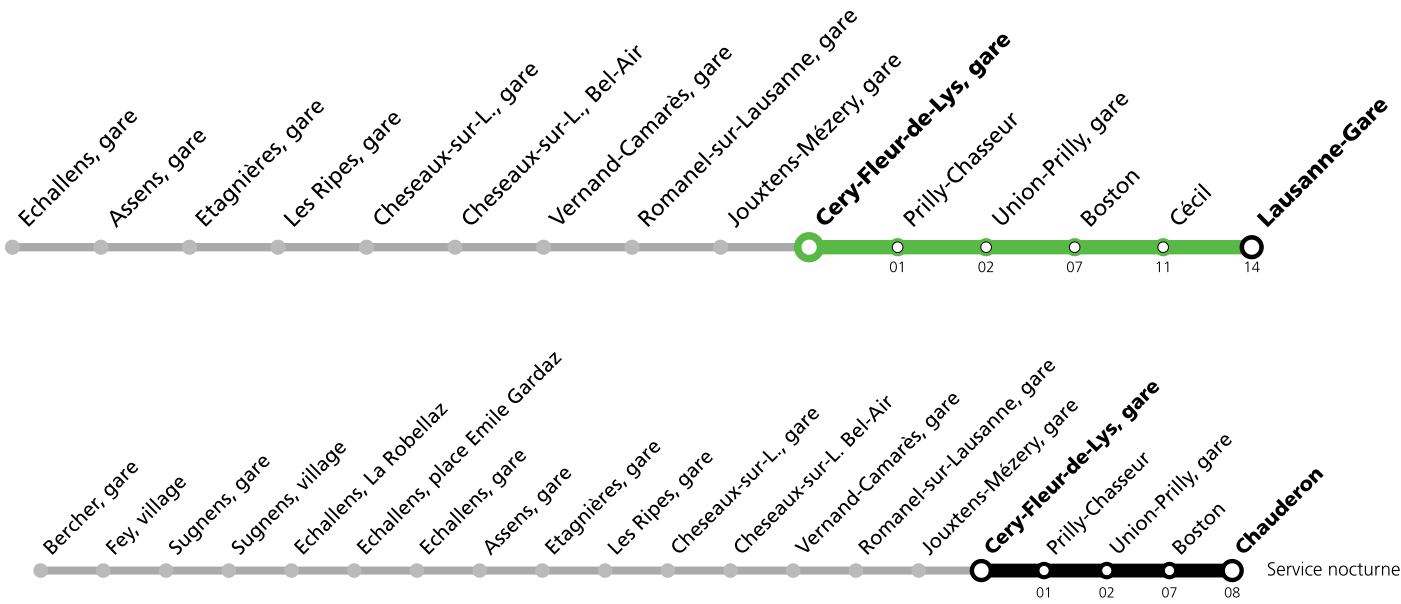 Echallens, gare
Assens, gare
Etagnières, gare
Les Ripes, gare
Cheseaux-sur-L., gare
Cheseaux-sur-L., Bel-Air
Vernand-Camarès, gare
Romanel-sur-Lausanne, gare
Jouxtens-Mézery, gare
Cery-Fleur-de-Lys, gare
Prilly-Chasseur
Union-Prilly, gare
Boston
Cécil
Lausanne-Gare
01
02
07
11
14
Bercher, gare
Fey, village
Sugnens, gare
Sugnens, village
Echallens, La Robellaz
Echallens, place Emile Gardaz
Echallens, gare
Assens, gare
Etagnières, gare
Les Ripes, gare
Cheseaux-sur-L., gare
Cheseaux-sur-L. Bel-Air
Vernand-Camarès, gare
Romanel-sur-Lausanne, gare
Jouxtens-Mézery, gare
Cery-Fleur-de-Lys, gare
Prilly-Chasseur
Union-Prilly, gare
Boston
Chauderon
Service nocturne
01
02
07
08